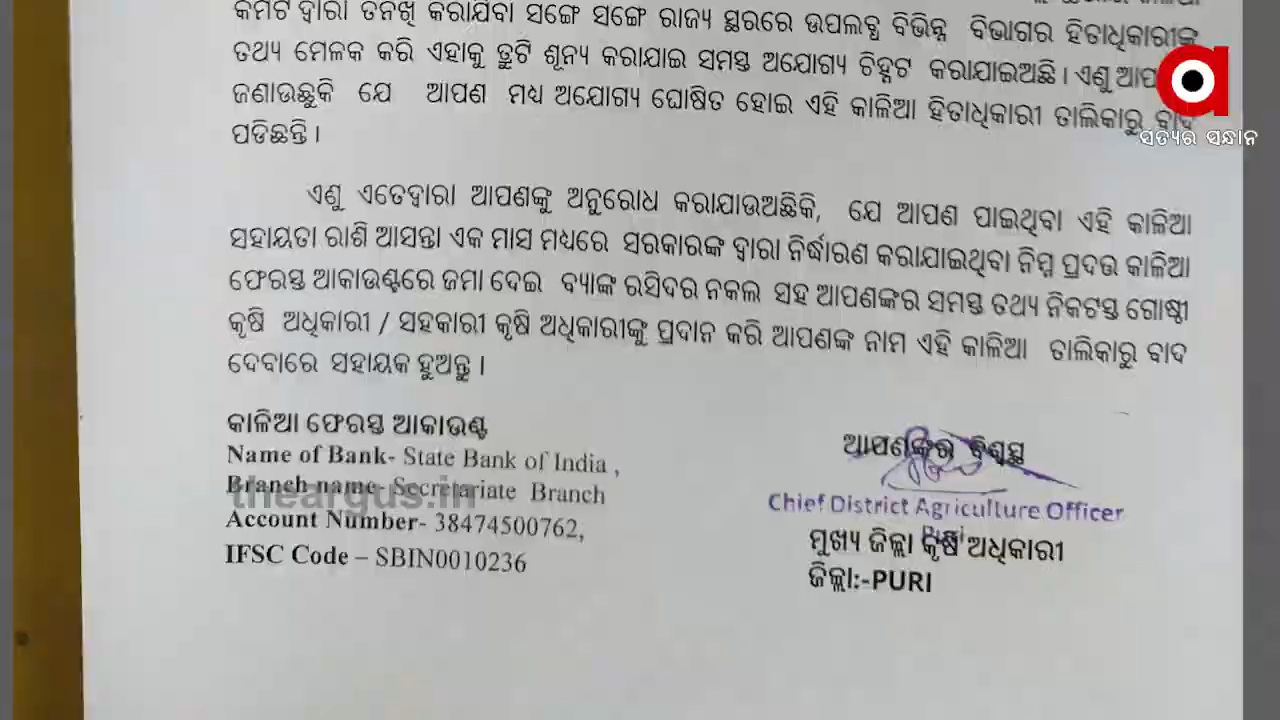 କମିଟି ଦ୍ୱାରା ତନଖି କରାଯିବା ସଙ୍ଗେ ସଙ୍ଗେ ରାଜ୍ୟ ସ୍ଥରରେ ଉପଲବ୍ଧ ବିଭିନ୍ନ ବିଭାଗର ହିତାଧିକାରୀଙ୍କ
ତଥ୍ୟ ମେଳକ କରି ଏହାକୁ ତ୍ରୁଟି ଶୂନ୍ୟ କରାଯାଇ ସମସ୍ତ ଅଯୋଗ୍ୟ ଚିହ୍ନଟ କରାଯାଇଅଛି । ଏଣୁ
ଜଣାଉଛୁକି ଯେ ଆପଣ ମଧ୍ୟ ଅଯୋଗ୍ୟ ଘୋଷିତ ହୋଇ ଏହି କାଳିଆ ହିତାଧିକାରୀ ତାଲିକାରୁ ବାଦ
ପଡିଛନ୍ତି ।
ଏଣୁ ଏତେଦ୍ୱାରା ଆପଣଙ୍କୁ ଅନୁରୋଧ କରାଯାଉଅଛିକି, ଯେ ଆପଣ ପାଇଥିବା ଏହି କାଳିଆ
ସହାୟତା ରାଶି ଆସନ୍ତା ଏକ ମାସ ମଧ୍ୟରେ ସରକାରଙ୍କ ଦ୍ୱାରା ନିର୍ଦ୍ଧାରଣ କରାଯାଇଥିବା ନିମ୍ନ ପ୍ରଦତ୍ତ କାଳିଆ
ଫେରସ୍ତ ଆକାଉଣ୍ଟରେ ଜମା ଦେଇ ବ୍ୟାଙ୍କ ରସିଦର ନକଲ ସହ ଆପଣଙ୍କର ସମସ୍ତ ତଥ୍ୟ ନିକଟସ୍ତ ଗୋଷ୍ଠୀ
କୃଷି ଅଧିକାରୀ / ସହକାରୀ କୃଷି ଅଧିକାରୀଙ୍କୁ ପ୍ରଦାନ କରି ଆପଣଙ୍କ ନାମ ଏହି କାଳିଆ ତାଲିକାରୁ ବାଦ
ଦେବାରେ ସହାୟକ ହୁଅନ୍ତୁ ।
କାଳିଆ ଫେରସ୍ତ ଆକାଉଣ୍ଟ
Name of Bank- State Bank of India ,
Branch name- Secretariate Branch
Account Number- 38474500762,
IFSC Code – SBIN0010236
ଆପଣଙ୍କର ବିଶ୍ୱସ୍ଥ
Chief District Agriculture Officer
Puri
ମୁଖ୍ୟ ଜିଲ୍ଲା କୃଷି ଅଧିକାରୀ
ଜିଲ୍ଲା:-PURI
theargus.in
a
ସତ୍ୟର ସନ୍ଧାନ